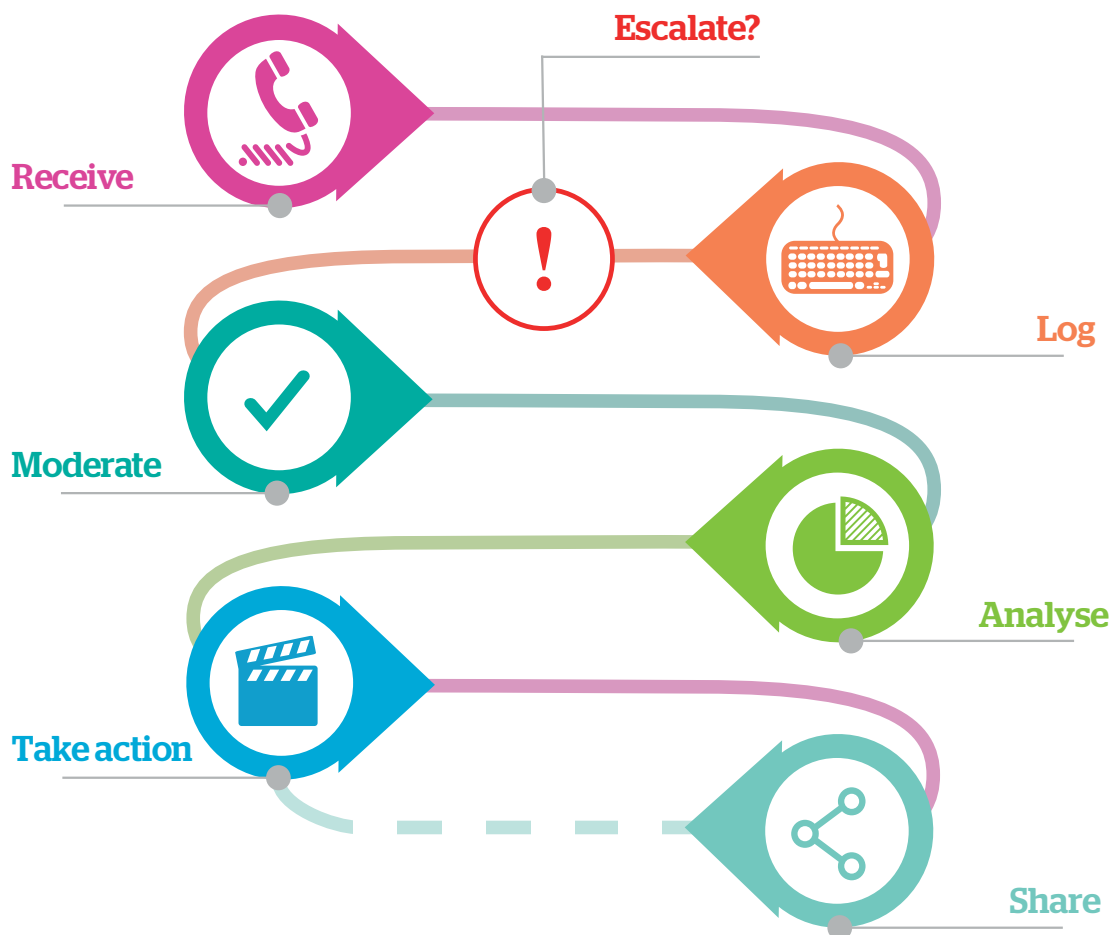 Escalate?
Receive
Log
Moderate
Analyse
Take action
Share